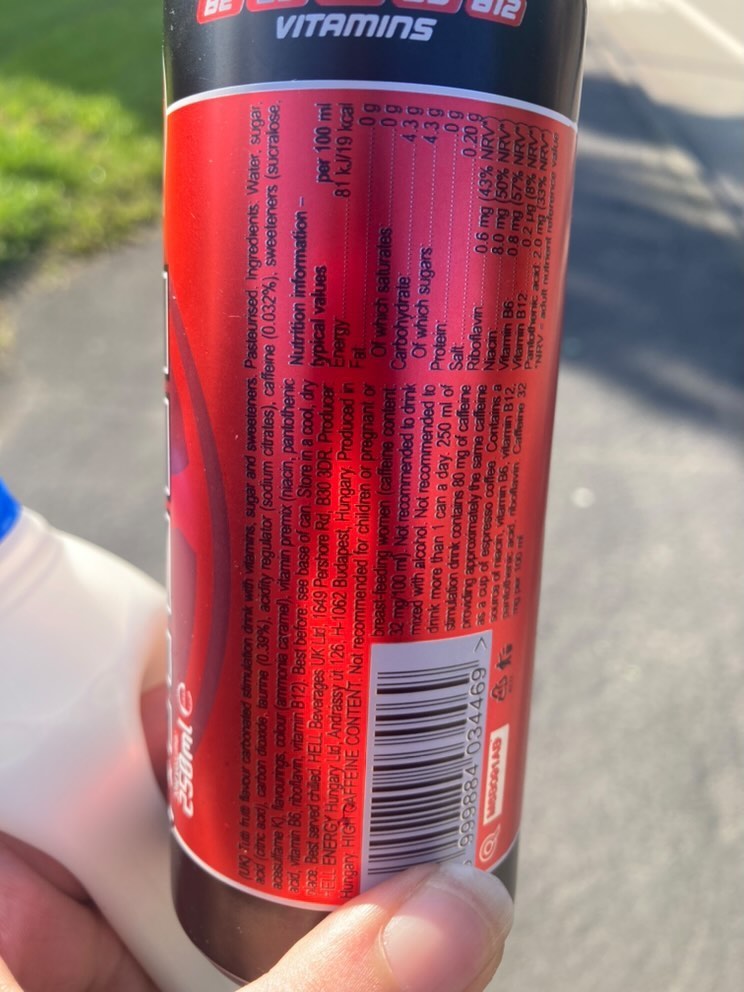 B2
B12
VITAMINS
(UK) Tutti frutti flavour carbonated stimulation drink with vitamins, sugar and sweeteners. Pasteurised. Ingredients: Water, sugar,
acid (citric acid), carbon dioxide, taurine (0.39%), acidity regulator (sodium citrates), caffeine (0.032%), sweeteners (sucralose,
acesulfame K), flavourings, colour (ammonia caramel), vitamin premix (niacin, pantothenic
acid, vitamin B6, riboflavin, vitamin B12). Best before: see base of can. Store in a cool, dry
place. Best served chilled. HELL Beverages UK Ltd, 1649 Pershore Rd, B30 3DR. Producer:
HELL ENERGY Hungary Ltd, Andrássy út 126, H-1062 Budapest, Hungary. Produced in
Hungary. HIGH CAFFEINE CONTENT. Not recommended for children or pregnant or
breast-feeding women (caffeine content:
32 mg/100 ml). Not recommended to drink
mixed with alcohol. Not recommended to
drink more than 1 can a day. 250 ml of
stimulation drink contains 80 mg of caffeine
providing approximately the same caffeine
as a cup of espresso coffee. Contains a
source of niacin, vitamin B6, vitamin B12,
pantothenic acid, riboflavin. Caffeine 32
mg per 100 ml
Nutrition information –
Typical values per 100 ml
Energy 81 kJ/19 kcal
Fat 0 g
Of which saturates 0 g
Carbohydrate 4.3 g
Of which sugars 4.3 g
Protein 0 g
Salt 0.20 g
Riboflavin 0.6 mg (43% NRV*)
Niacin 8.0 mg (50% NRV*)
Vitamin B6 0.8 mg (57% NRV*)
Vitamin B12 0.2 µg (8% NRV*)
Pantothenic acid 2.0 mg (33% NRV*)
*NRV = adult nutrient reference value
250ml e
5 999884 034469 >